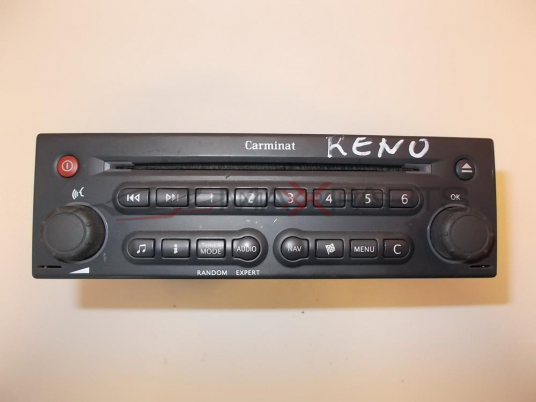 Carminat KENO
OK
1 2 3 4 5 6
MODE AUDIO NAV MENU C
RANDOM EXPERT